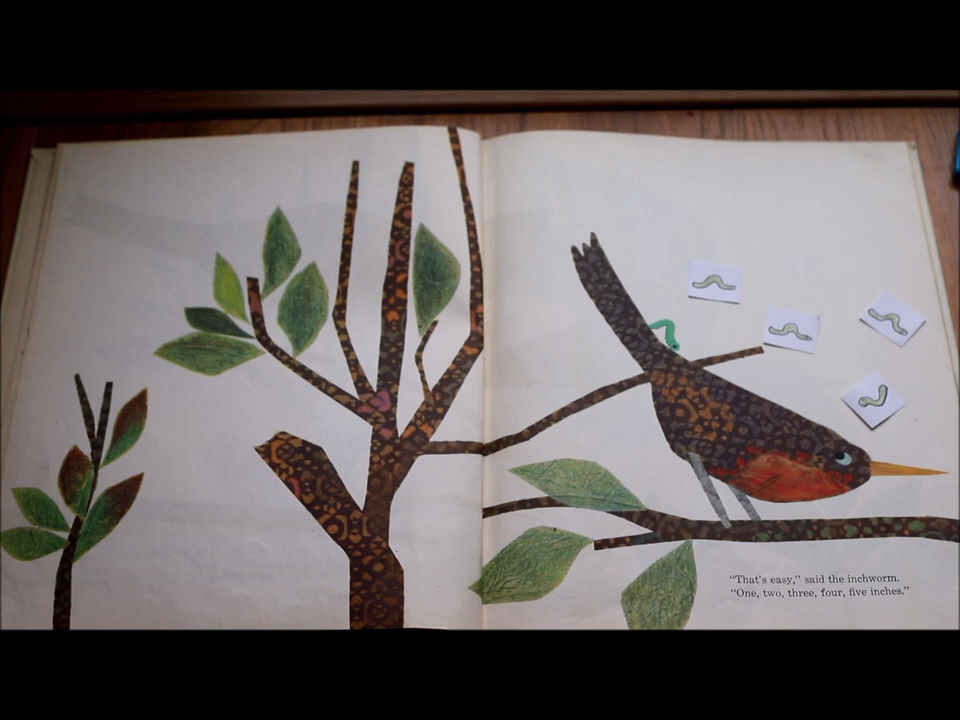 "That's easy," said the inchworm.
"One, two, three, four, five inches."